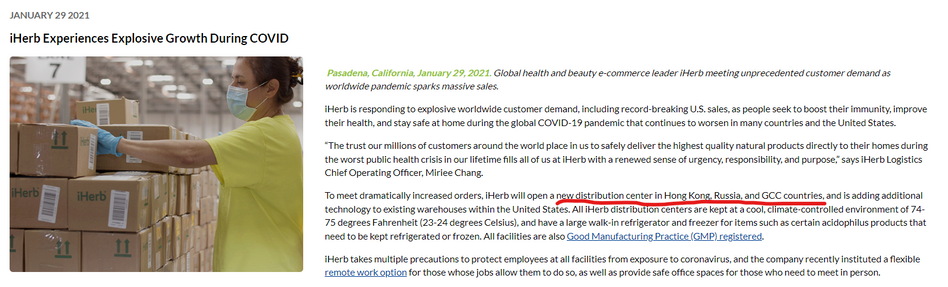 JANUARY 29 2021
iHerb Experiences Explosive Growth During COVID
7
iHerb
iHerb
iHerb
Pasadena, California, January 29, 2021. Global health and beauty e-commerce leader iHerb meeting unprecedented customer demand as
worldwide pandemic sparks massive sales.
iHerb is responding to explosive worldwide customer demand, including record-breaking U.S. sales, as people seek to boost their immunity, improve
their health, and stay safe at home during the global COVID-19 pandemic that continues to worsen in many countries and the United States.
“The trust our millions of customers around the world place in us to safely deliver the highest quality natural products directly to their homes during
the worst public health crisis in our lifetime fills all of us at iHerb with a renewed sense of urgency, responsibility, and purpose,” says iHerb Logistics
Chief Operating Officer, Miriee Chang.
To meet dramatically increased orders, iHerb will open a new distribution center in Hong Kong, Russia, and GCC countries, and is adding additional
technology to existing warehouses within the United States. All iHerb distribution centers are kept at a cool, climate-controlled environment of 74-
75 degrees Fahrenheit (23-24 degrees Celsius), and have a large walk-in refrigerator and freezer for items such as certain acidophilus products that
need to be kept refrigerated or frozen. All facilities are also Good Manufacturing Practice (GMP) registered.
iHerb takes multiple precautions to protect employees at all facilities from exposure to coronavirus, and the company recently instituted a flexible
remote work option for those whose jobs allow them to do so, as well as provide safe office spaces for those who need to meet in person.